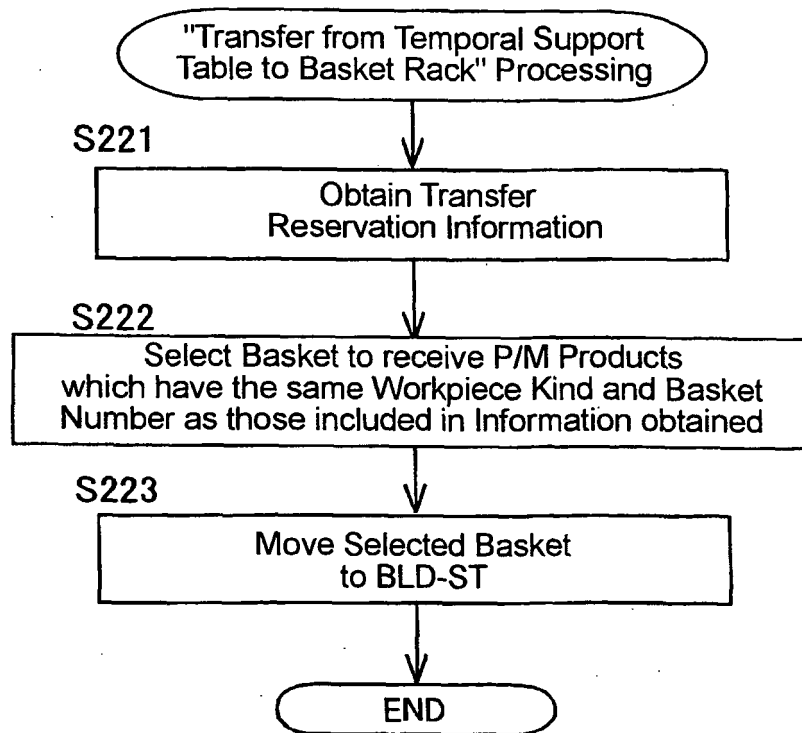 "Transfer from Temporal Support
Table to Basket Rack" Processing
S221
Obtain Transfer
Reservation Information
S222
Select Basket to receive P/M Products
which have the same Workpiece Kind and Basket
Number as those included in Information obtained
S223
Move Selected Basket
to BLD-ST
END